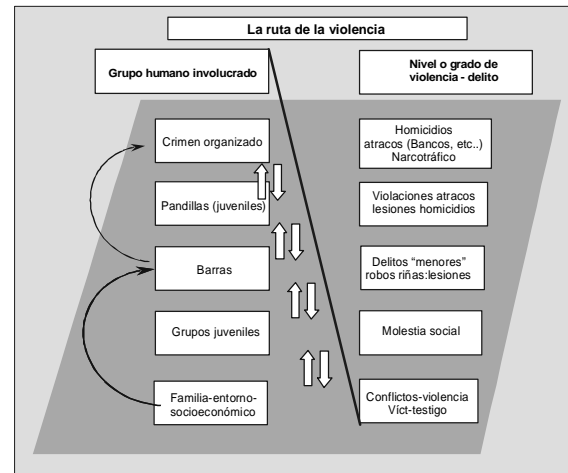 La ruta de la violencia
Grupo humano involucrado
Nivel o grado de
violencia - delito
Crimen organizado
Homicidios
atracos (Bancos, etc..)
Narcotráfico
Pandillas (juveniles)
Violaciones atracos
lesiones homicidios
Barras
Delitos “menores”
robos riñas:lesiones
Grupos juveniles
Molestia social
Familia-entorno-
socioeconómico
Conflictos-violencia
Víct-testigo